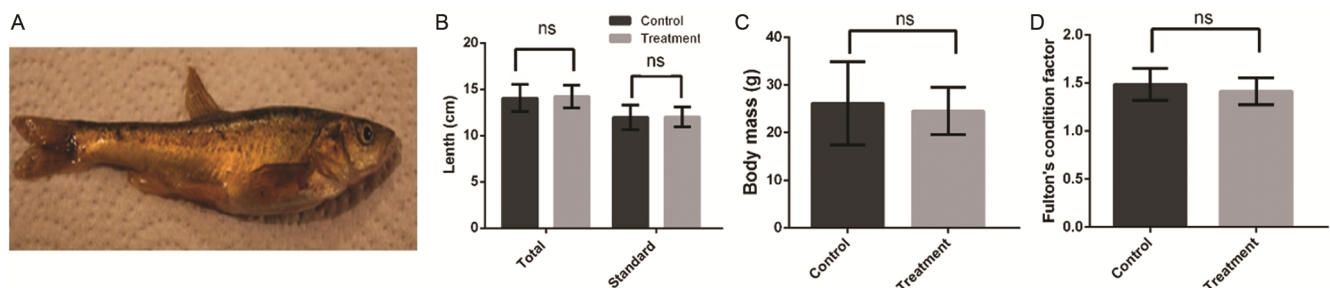 A
B
Control
Treatment
ns
ns
Lenth (cm)
20
15
10
5
0
Total
Standard
C
ns
Body mass (g)
40
30
20
10
0
Control
Treatment
D
ns
Fulton's condition factor
2.0
1.5
1.0
0.5
0.0
Control
Treatment